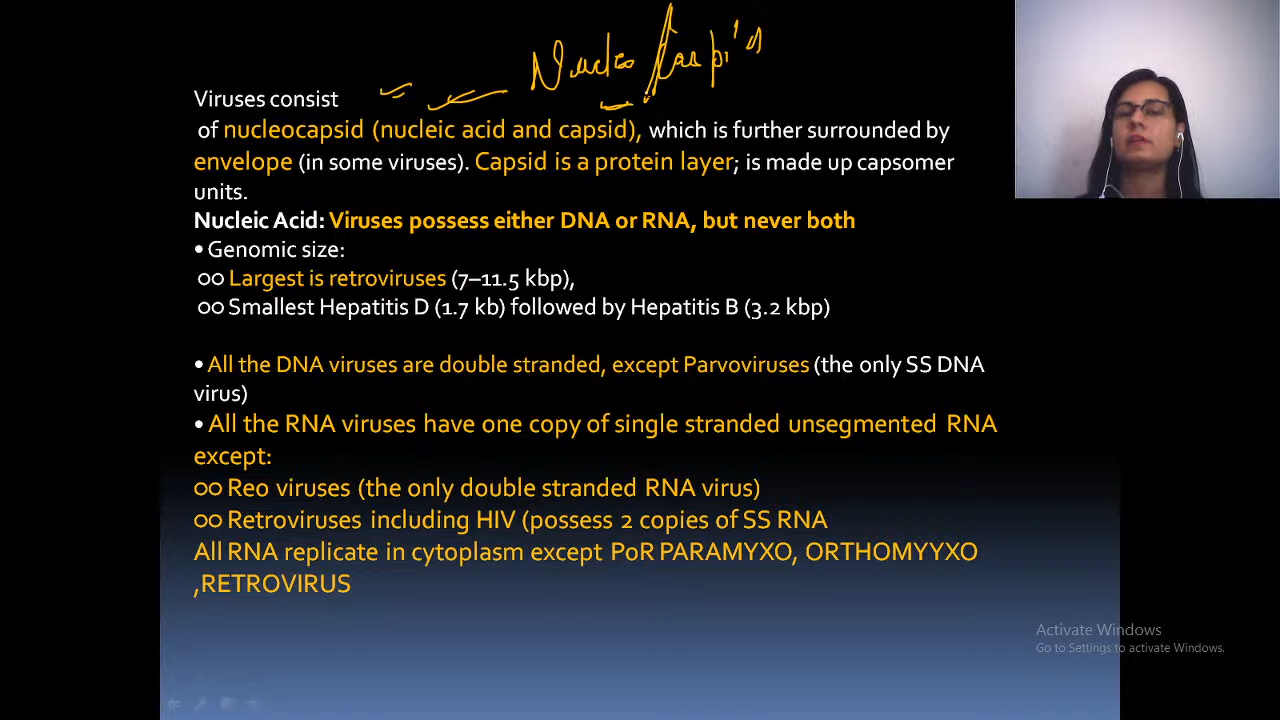 Nucleo Capsid
Viruses consist
of nucleocapsid (nucleic acid and capsid), which is further surrounded by
envelope (in some viruses). Capsid is a protein layer; is made up capsomer
units.
Nucleic Acid: Viruses possess either DNA or RNA, but never both
• Genomic size:
○○ Largest is retroviruses (7–11.5 kbp),
○○ Smallest Hepatitis D (1.7 kb) followed by Hepatitis B (3.2 kbp)
• All the DNA viruses are double stranded, except Parvoviruses (the only SS DNA
virus)
• All the RNA viruses have one copy of single stranded unsegmented RNA
except:
○○ Reo viruses (the only double stranded RNA virus)
○○ Retroviruses including HIV (possess 2 copies of SS RNA
All RNA replicate in cytoplasm except PoR PARAMYXO, ORTHOMYYXO
,RETROVIRUS
Activate Windows
Go to Settings to activate Windows.